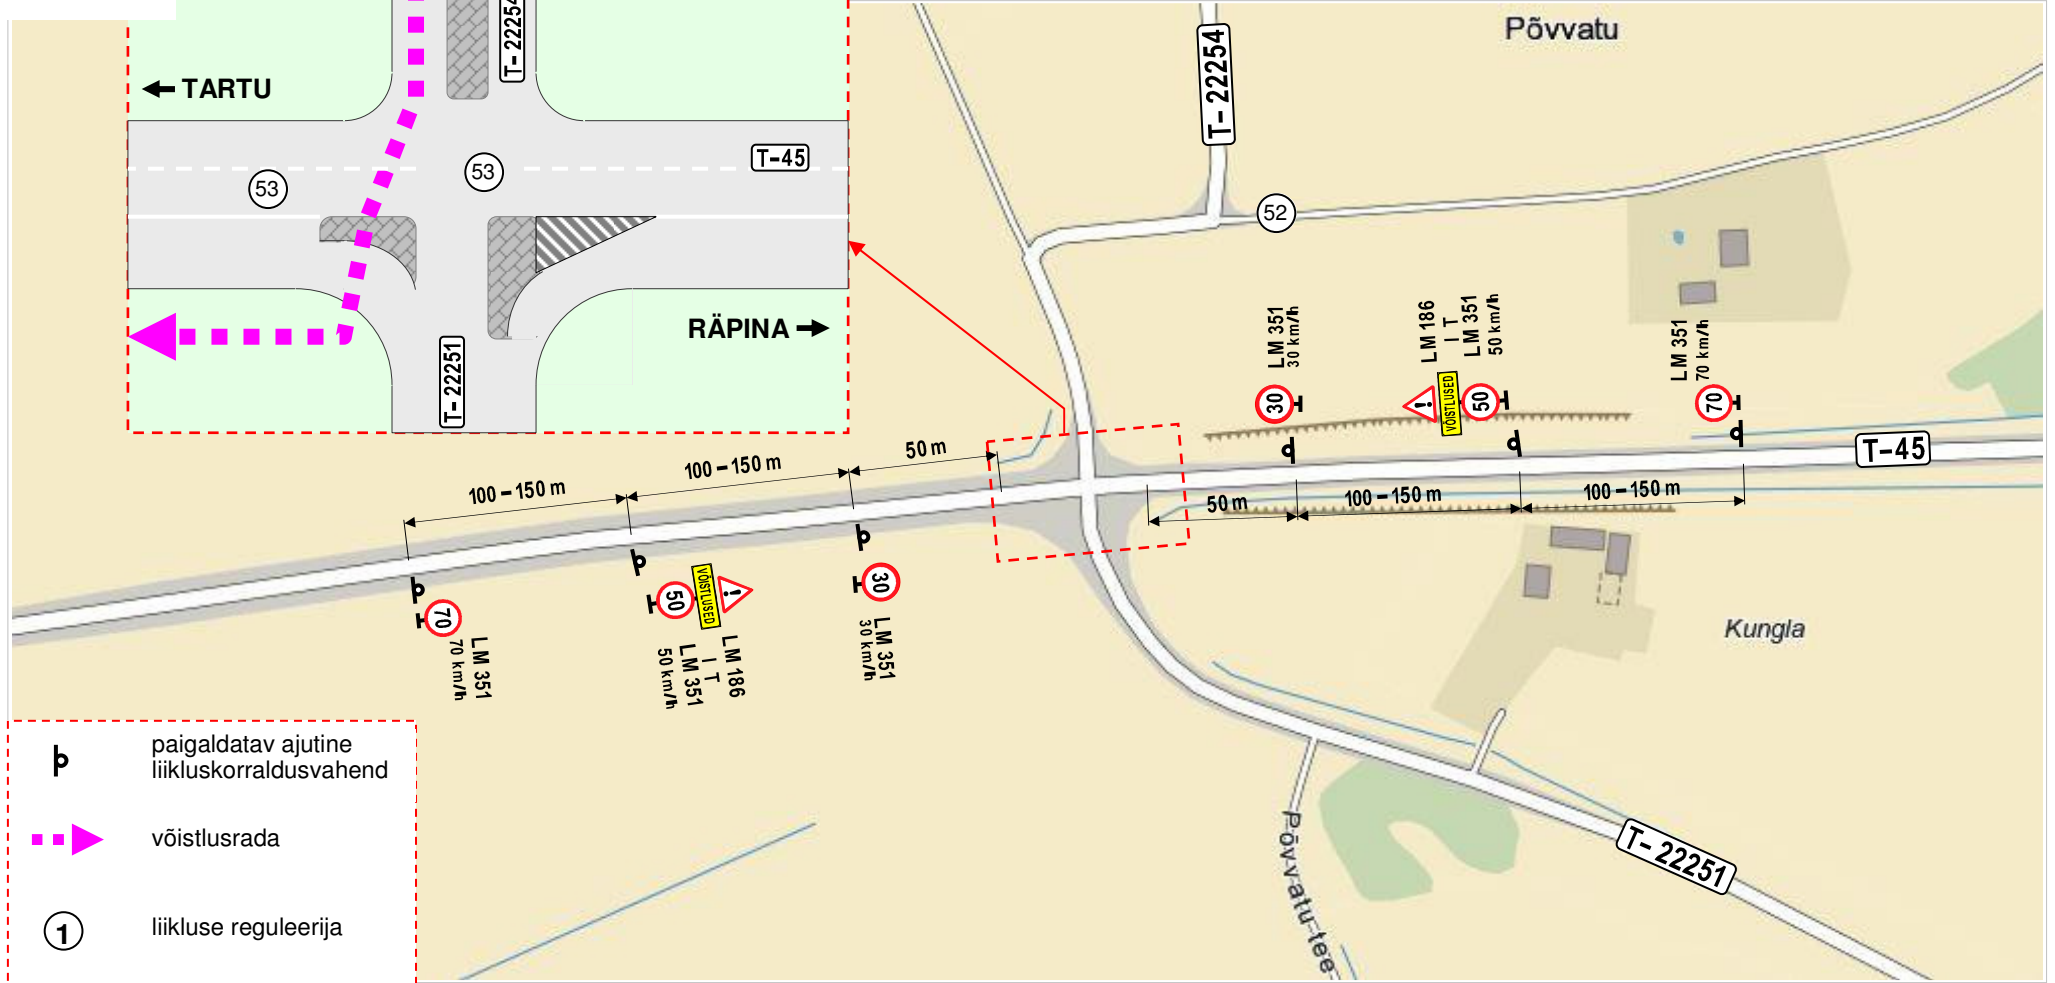 T- 22254
← TARTU
T-45
53
53
RÄPINA →
T- 22251
Põvvatu
T- 22254
52
LM 351
30 km/h
30
LM 186
I T
LM 351
50 km/h
VÕISTLUSED
50
LM 351
70 km/h
70
T-45
50 m
100-150 m
100-150 m
100-150 m
100-150 m
50 m
70
LM 351
70 km/h
50
VÕISTLUSED
LM 186
I T
LM 351
50 km/h
30
LM 351
30 km/h
Kungla
T- 22251
Põvvatu tee
paigaldatav ajutine
liikluskorraldusvahend
võistlusrada
1
liikluse reguleerija